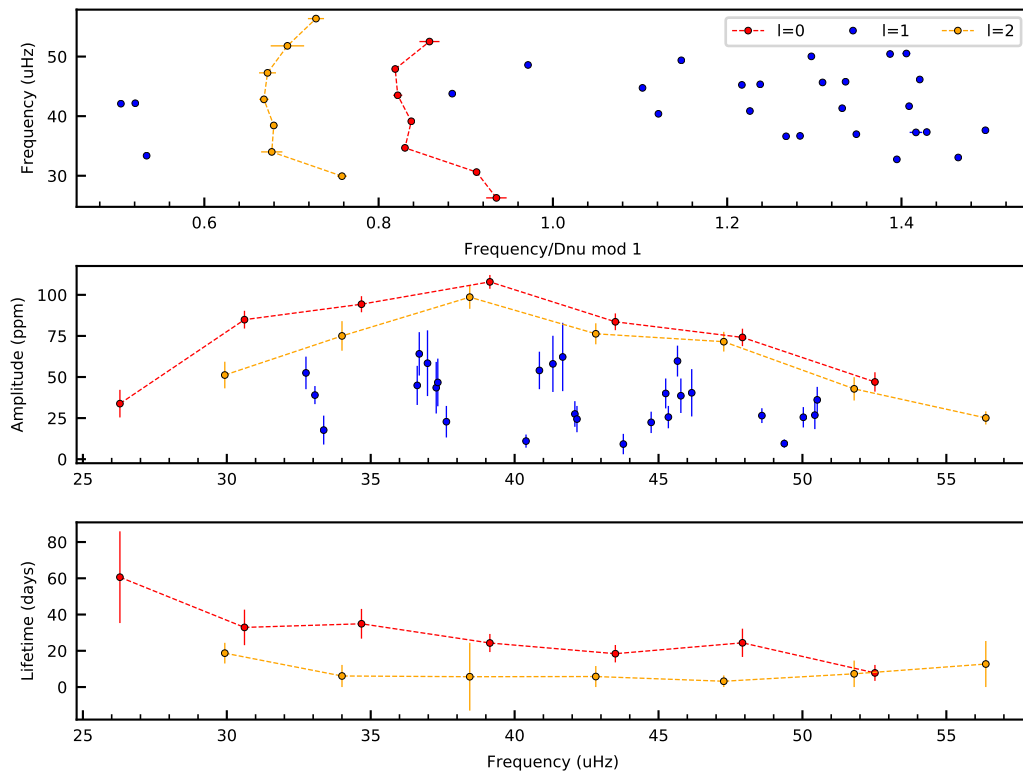 l=0 l=1 l=2
Frequency (uHz)
50
40
30
0.6 0.8 1.0 1.2 1.4
Frequency/Dnu mod 1
Amplitude (ppm)
100
75
50
25
0
25 30 35 40 45 50 55
Lifetime (days)
80
60
40
20
0
25 30 35 40 45 50 55
Frequency (uHz)